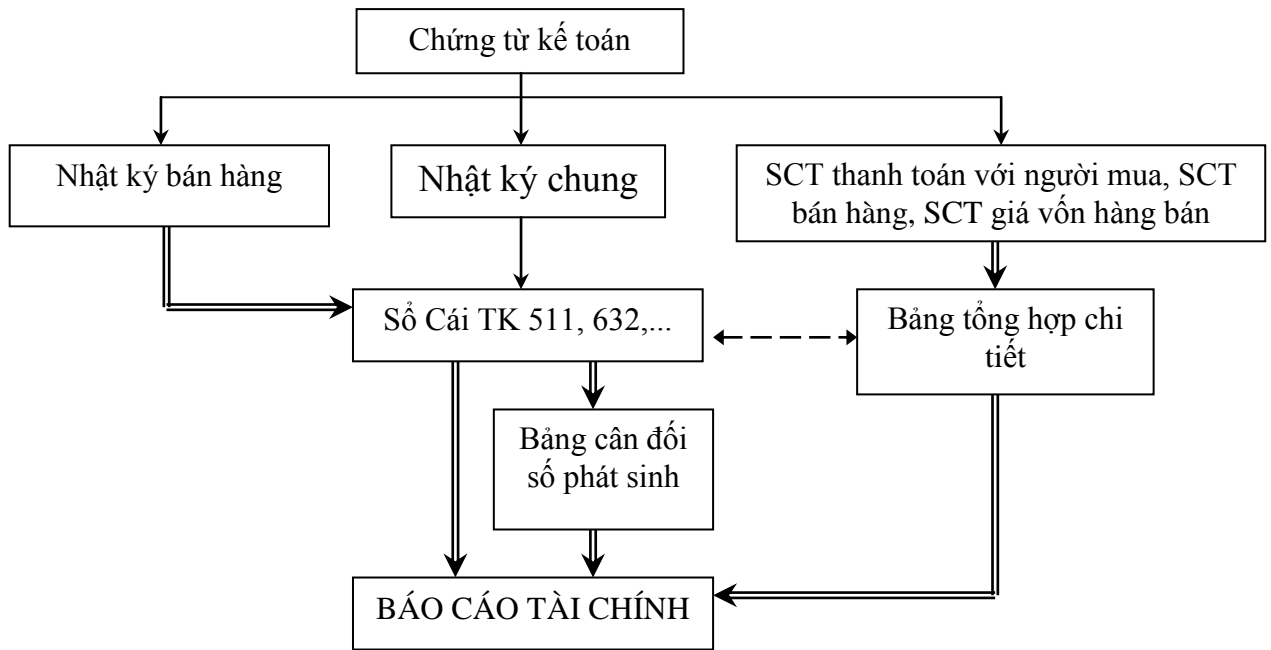 Chứng từ kế toán
Nhật ký bán hàng
Nhật ký chung
SCT thanh toán với người mua, SCT
bán hàng, SCT giá vốn hàng bán
Sổ Cái TK 511, 632,...
Bảng tổng hợp chi
tiết
Bảng cân đối
số phát sinh
BÁO CÁO TÀI CHÍNH